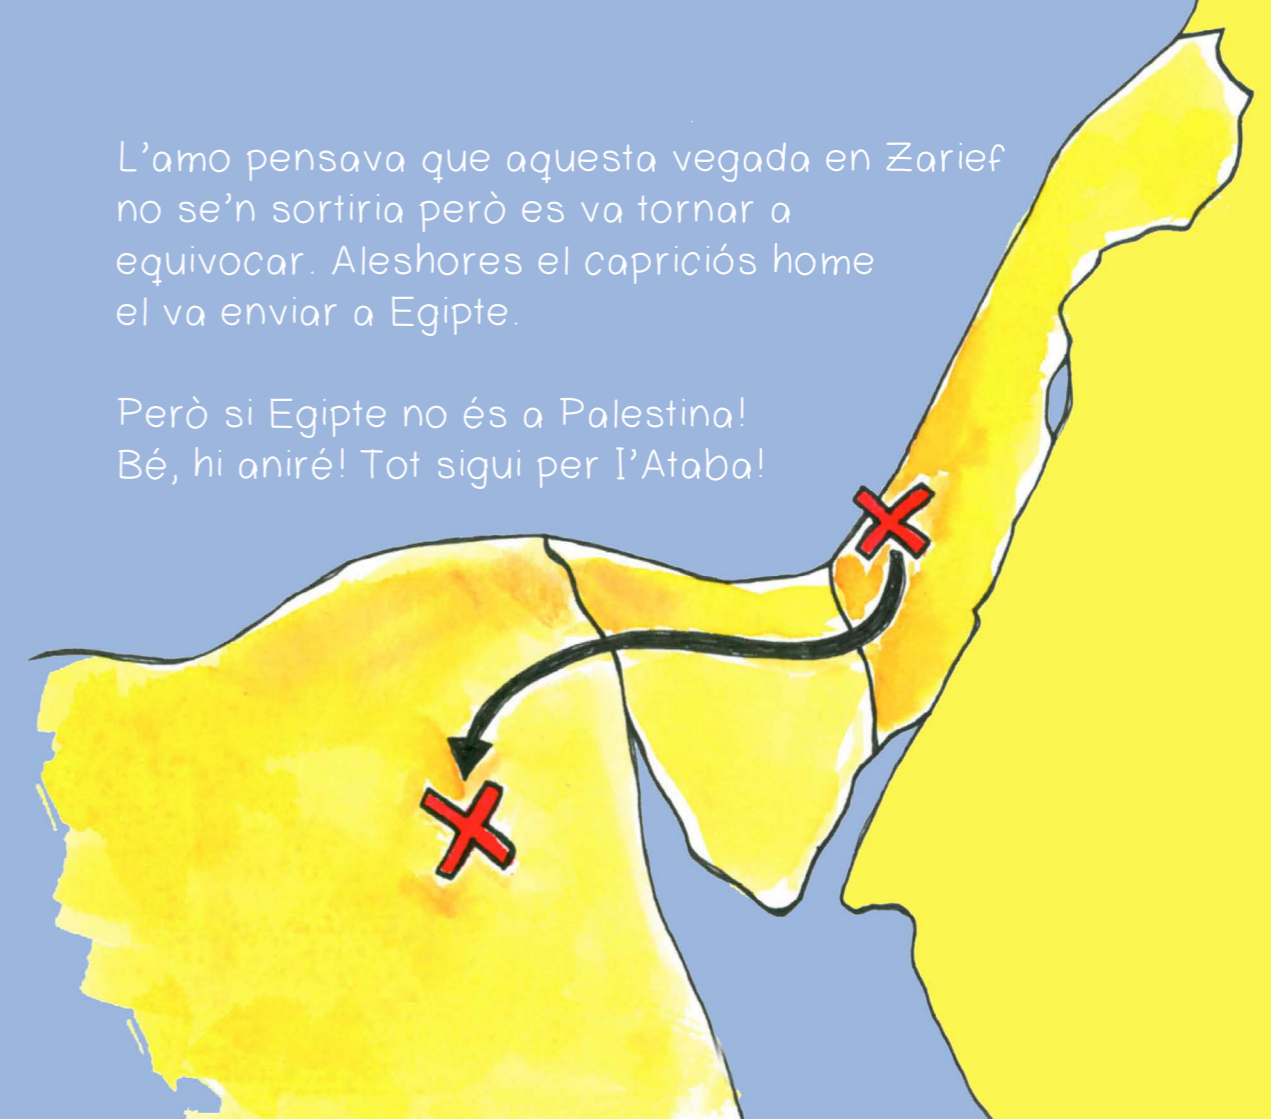 L'amo pensava que aquesta vegada en Zarief
no se'n sortiria però es va tornar a
equivocar. Aleshores el capriciós home
el va enviar a Egipte.
Però si Egipte no és a Palestina!
Bé, hi aniré! Tot sigui per l'Ataba!